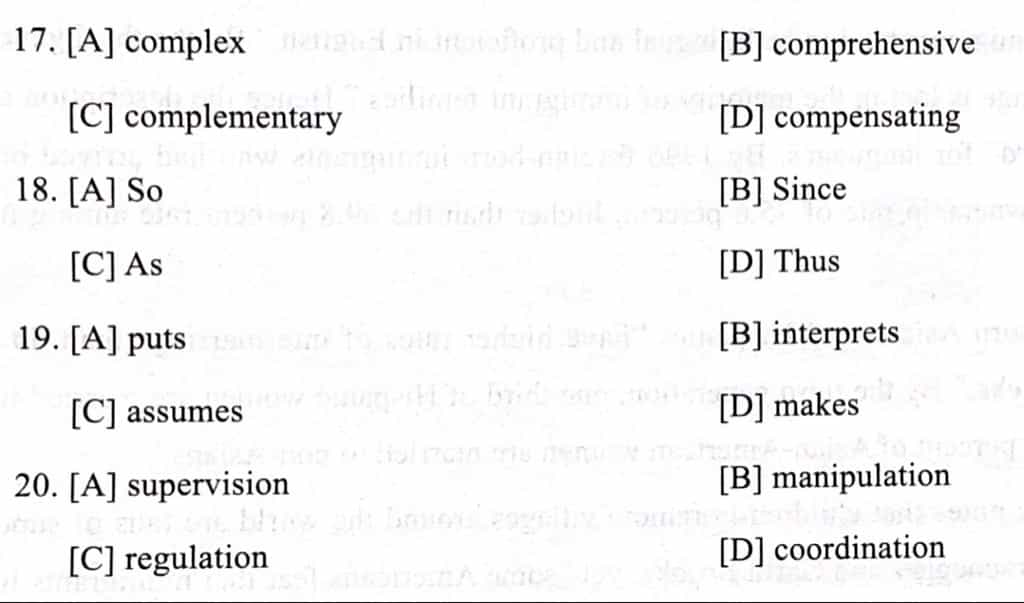 17. [A] complex [B] comprehensive
[C] complementary [D] compensating
18. [A] So [B] Since
[C] As [D] Thus
19. [A] puts [B] interprets
[C] assumes [D] makes
20. [A] supervision [B] manipulation
[C] regulation [D] coordination